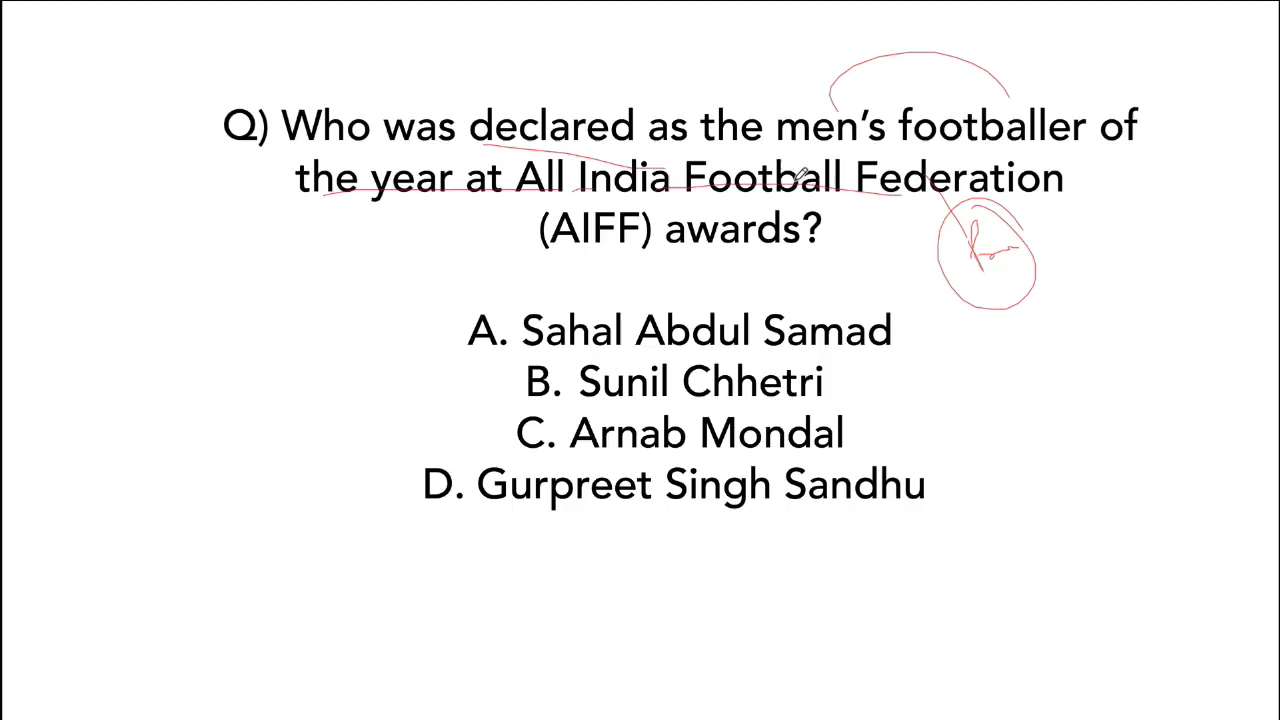 Q) Who was declared as the men's footballer of
the year at All India Football Federation
(AIFF) awards?
A. Sahal Abdul Samad
B. Sunil Chhetri
C. Arnab Mondal
D. Gurpreet Singh Sandhu